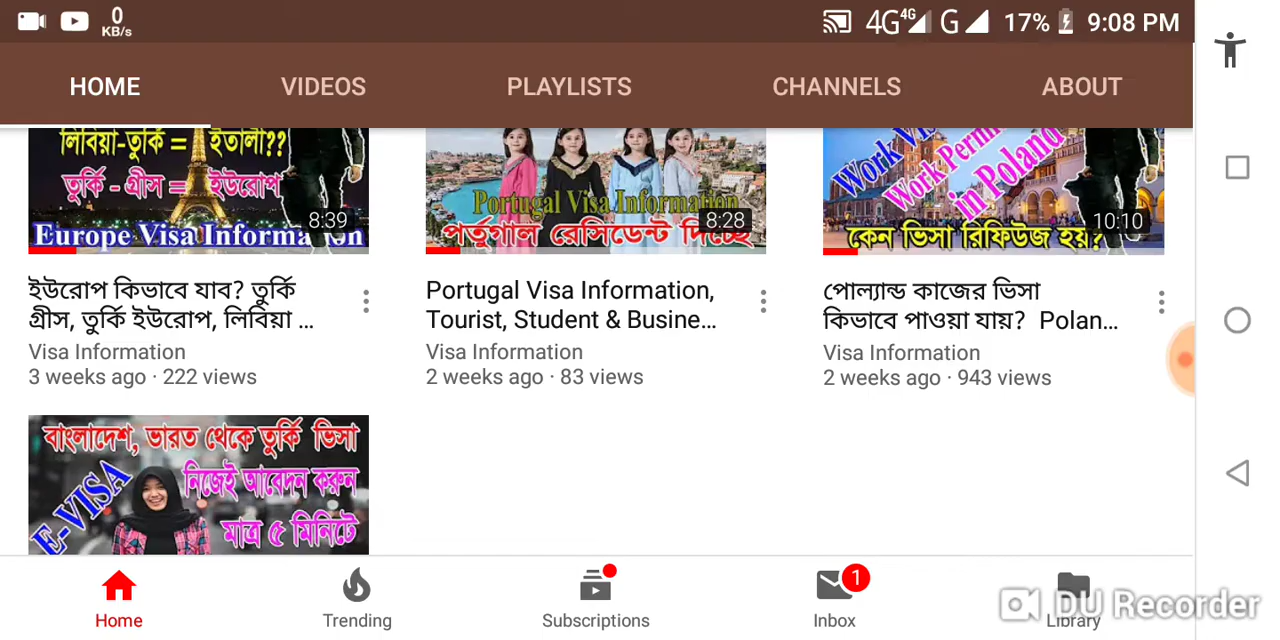 0
KB/s
4G 4G G 17% 9:08 PM
HOME VIDEOS PLAYLISTS CHANNELS ABOUT
লিবিয়া-তুর্কি = ইতালী??
তুর্কি - গ্রীস = ইউরোপ
8:39
Europe Visa Information
Portugal Visa Information
8:28
পর্তুগাল রেসিডেন্ট দিচ্ছে
Work
Work Permit
in Poland
10:10
কেন ভিসা রিফিউজ হয়?
ইউরোপ কিভাবে যাব? তুর্কি
গ্রীস, তুর্কি ইউরোপ, লিবিয়া ...
Visa Information
3 weeks ago · 222 views
Portugal Visa Information,
Tourist, Student & Busine...
Visa Information
2 weeks ago · 83 views
পোল্যান্ড কাজের ভিসা
কিভাবে পাওয়া যায়? Polan...
Visa Information
2 weeks ago · 943 views
বাংলাদেশ, ভারত থেকে তুর্কি ভিসা
E-VISA
নিজেই আবেদন করুন
মাত্র ৫ মিনিটে
Home Trending Subscriptions Inbox Library
1
DU Recorder